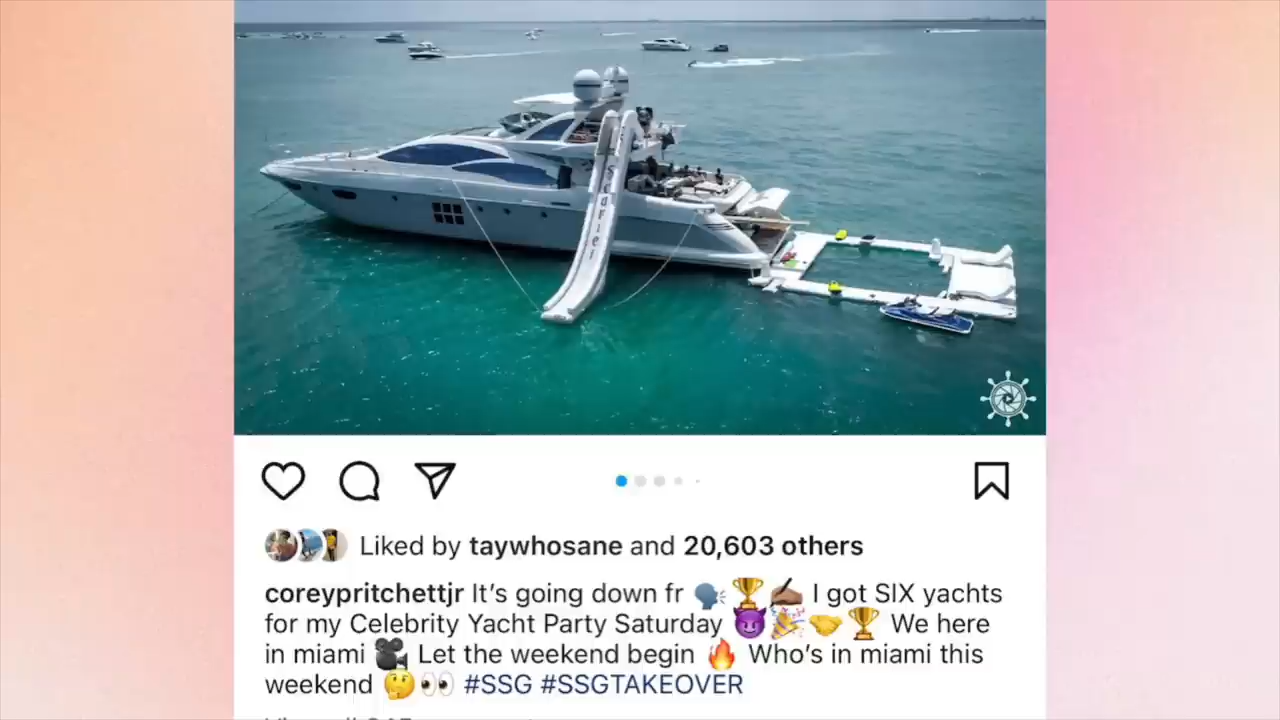 Scarlet
Liked by taywhosane and 20,603 others
coreypritchettjr It’s going down fr 🗣️🏆✍🏽 I got SIX yachts
for my Celebrity Yacht Party Saturday 😈🎉🤝🏆 We here
in miami 🎥 Let the weekend begin 🔥 Who’s in miami this
weekend 🤔👀 #SSG #SSGTAKEOVER